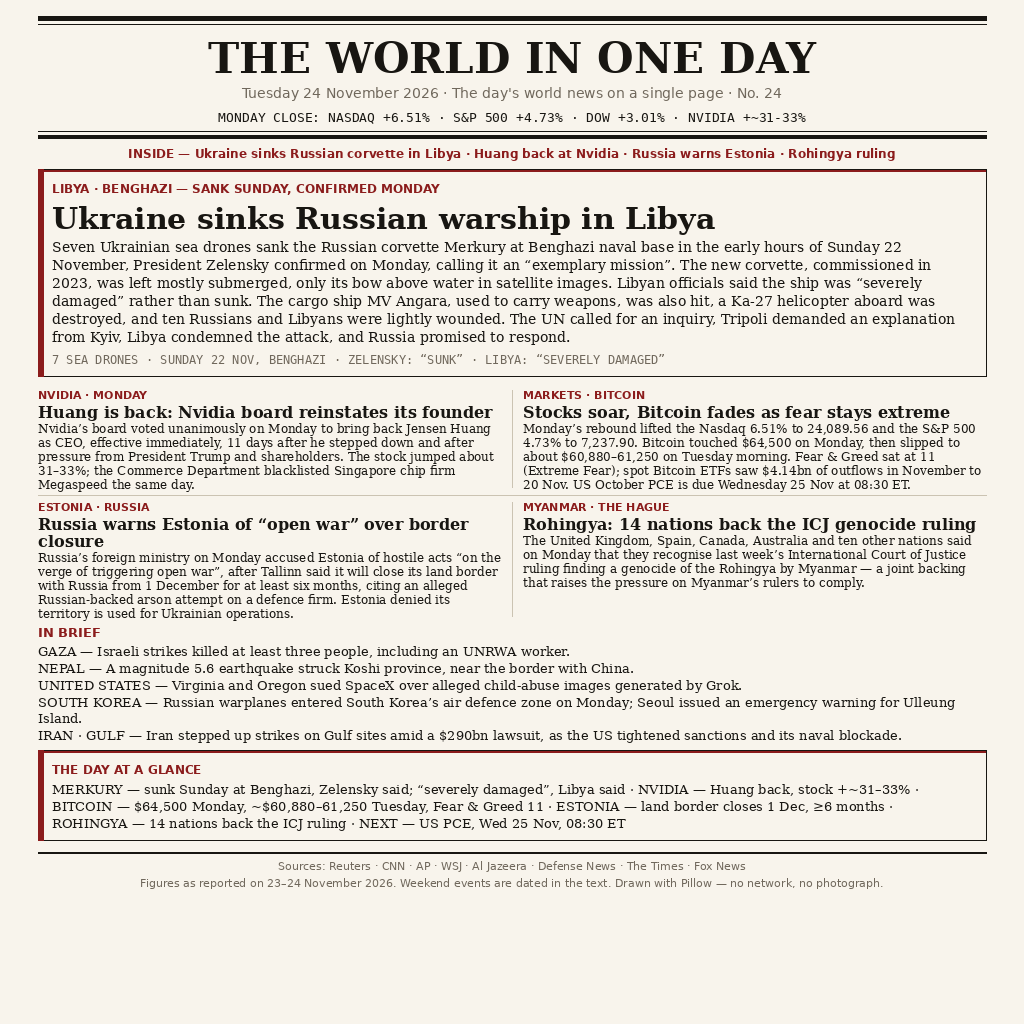 THE WORLD IN ONE DAY
Tuesday 24 November 2026 · The day's world news on a single page · No. 24
MONDAY CLOSE: NASDAQ +6.51% · S&P 500 +4.73% · DOW +3.01% · NVIDIA +~31-33%
INSIDE — Ukraine sinks Russian corvette in Libya · Huang back at Nvidia · Russia warns Estonia · Rohingya ruling
LIBYA · BENGHAZI — SANK SUNDAY, CONFIRMED MONDAY
Ukraine sinks Russian warship in Libya
Seven Ukrainian sea drones sank the Russian corvette Merkury at Benghazi naval base in the early hours of Sunday 22
November, President Zelensky confirmed on Monday, calling it an “exemplary mission”. The new corvette, commissioned in
2023, was left mostly submerged, only its bow above water in satellite images. Libyan officials said the ship was “severely
damaged” rather than sunk. The cargo ship MV Angara, used to carry weapons, was also hit, a Ka-27 helicopter aboard was
destroyed, and ten Russians and Libyans were lightly wounded. The UN called for an inquiry, Tripoli demanded an explanation
from Kyiv, Libya condemned the attack, and Russia promised to respond.
7 SEA DRONES · SUNDAY 22 NOV, BENGHAZI · ZELENSKY: “SUNK” · LIBYA: “SEVERELY DAMAGED”
NVIDIA · MONDAY
Huang is back: Nvidia board reinstates its founder
Nvidia’s board voted unanimously on Monday to bring back Jensen Huang
as CEO, effective immediately, 11 days after he stepped down and after
pressure from President Trump and shareholders. The stock jumped about
31–33%; the Commerce Department blacklisted Singapore chip firm
Megaspeed the same day.
MARKETS · BITCOIN
Stocks soar, Bitcoin fades as fear stays extreme
Monday’s rebound lifted the Nasdaq 6.51% to 24,089.56 and the S&P 500
4.73% to 7,237.90. Bitcoin touched $64,500 on Monday, then slipped to
about $60,880–61,250 on Tuesday morning. Fear & Greed sat at 11
(Extreme Fear); spot Bitcoin ETFs saw $4.14bn of outflows in November to
20 Nov. US October PCE is due Wednesday 25 Nov at 08:30 ET.
ESTONIA · RUSSIA
Russia warns Estonia of “open war” over border
closure
Russia’s foreign ministry on Monday accused Estonia of hostile acts “on the
verge of triggering open war”, after Tallinn said it will close its land border
with Russia from 1 December for at least six months, citing an alleged
Russian-backed arson attempt on a defence firm. Estonia denied its
territory is used for Ukrainian operations.
MYANMAR · THE HAGUE
Rohingya: 14 nations back the ICJ genocide ruling
The United Kingdom, Spain, Canada, Australia and ten other nations said
on Monday that they recognise last week’s International Court of Justice
ruling finding a genocide of the Rohingya by Myanmar — a joint backing
that raises the pressure on Myanmar’s rulers to comply.
IN BRIEF
GAZA — Israeli strikes killed at least three people, including an UNRWA worker.
NEPAL — A magnitude 5.6 earthquake struck Koshi province, near the border with China.
UNITED STATES — Virginia and Oregon sued SpaceX over alleged child-abuse images generated by Grok.
SOUTH KOREA — Russian warplanes entered South Korea’s air defence zone on Monday; Seoul issued an emergency warning for Ulleung
Island.
IRAN · GULF — Iran stepped up strikes on Gulf sites amid a $290bn lawsuit, as the US tightened sanctions and its naval blockade.
THE DAY AT A GLANCE
MERKURY — sunk Sunday at Benghazi, Zelensky said; “severely damaged”, Libya said · NVIDIA — Huang back, stock +~31–33% ·
BITCOIN — $64,500 Monday, ~$60,880–61,250 Tuesday, Fear & Greed 11 · ESTONIA — land border closes 1 Dec, ≥6 months ·
ROHINGYA — 14 nations back the ICJ ruling · NEXT — US PCE, Wed 25 Nov, 08:30 ET
Sources: Reuters · CNN · AP · WSJ · Al Jazeera · Defense News · The Times · Fox News
Figures as reported on 23–24 November 2026. Weekend events are dated in the text. Drawn with Pillow — no network, no photograph.